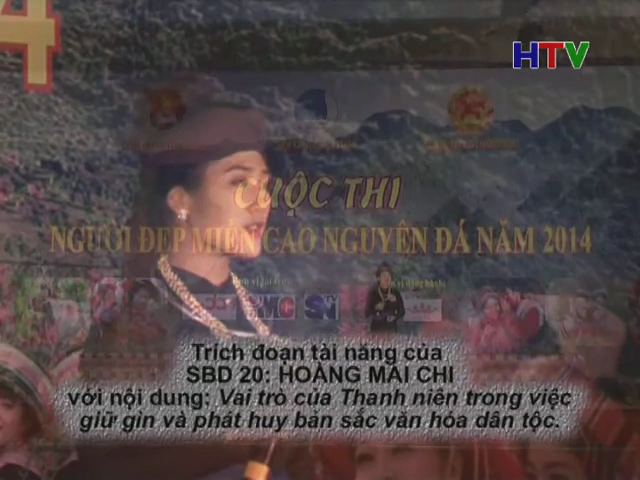 4
HTV
CUỘC THI
NGƯỜI ĐẸP MIỀN CAO NGUYÊN ĐÁ NĂM 2014
Trích đoạn tài năng của
SBD 20: HOÀNG MAI CHI
với nội dung: Vai trò của Thanh niên trong việc
giữ gìn và phát huy bản sắc văn hóa dân tộc.